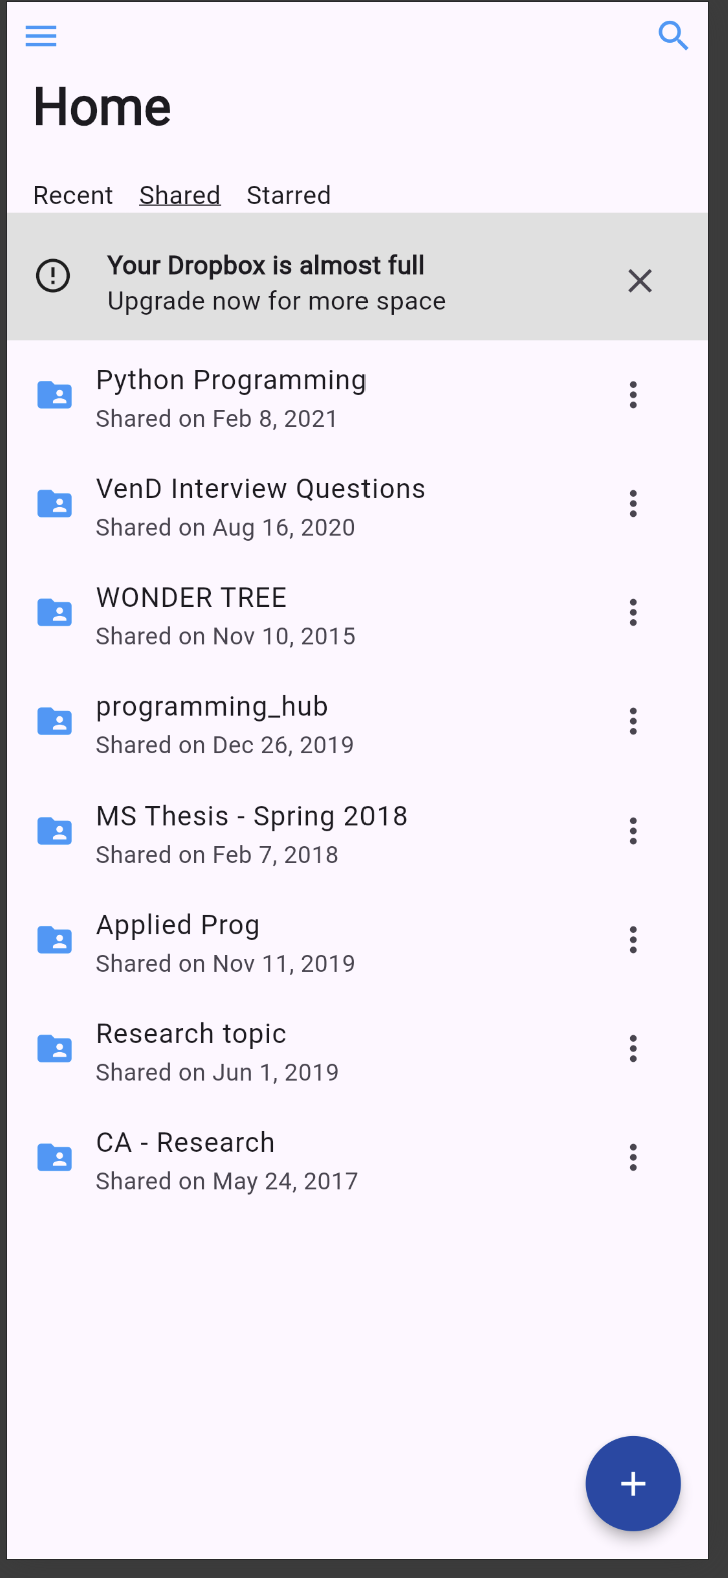 Home
Recent Shared Starred
Your Dropbox is almost full
Upgrade now for more space
Python Programming
Shared on Feb 8, 2021
VenD Interview Questions
Shared on Aug 16, 2020
WONDER TREE
Shared on Nov 10, 2015
programming_hub
Shared on Dec 26, 2019
MS Thesis - Spring 2018
Shared on Feb 7, 2018
Applied Prog
Shared on Nov 11, 2019
Research topic
Shared on Jun 1, 2019
CA - Research
Shared on May 24, 2017